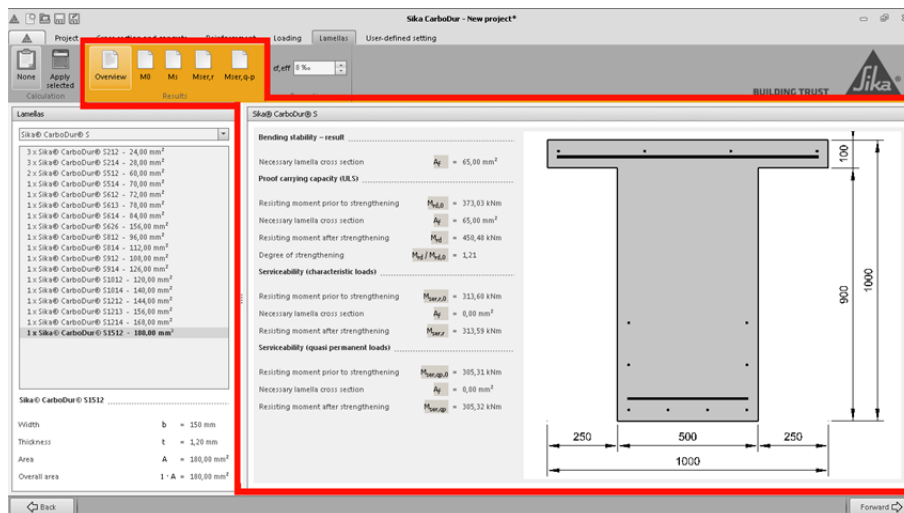 Sika CarboDur - New project*
Project
Loading
Lamellas
User-defined setting
None
Apply selected
Overview
M0
Ms
Mser,r
Mser,q-p
cf,eff 8 ‰
Calculation
Results
BUILDING TRUST
Sika®
Lamellas
Sika® CarboDur® S
3 x Sika® CarboDur® S212 - 24,00 mm²
3 x Sika® CarboDur® S214 - 28,00 mm²
2 x Sika® CarboDur® S512 - 60,00 mm²
1 x Sika® CarboDur® S514 - 70,00 mm²
1 x Sika® CarboDur® S612 - 72,00 mm²
1 x Sika® CarboDur® S613 - 78,00 mm²
1 x Sika® CarboDur® S614 - 84,00 mm²
1 x Sika® CarboDur® S626 - 156,00 mm²
1 x Sika® CarboDur® S812 - 96,00 mm²
1 x Sika® CarboDur® S814 - 112,00 mm²
1 x Sika® CarboDur® S912 - 108,00 mm²
1 x Sika® CarboDur® S914 - 126,00 mm²
1 x Sika® CarboDur® S1012 - 120,00 mm²
1 x Sika® CarboDur® S1014 - 140,00 mm²
1 x Sika® CarboDur® S1212 - 144,00 mm²
1 x Sika® CarboDur® S1213 - 156,00 mm²
1 x Sika® CarboDur® S1214 - 168,00 mm²
1 x Sika® CarboDur® S1512 - 180,00 mm²
Sika® CarboDur® S1512
Width b = 150 mm
Thickness t = 1,20 mm
Area A = 180,00 mm²
Overall area 1 · A = 180,00 mm²
Sika® CarboDur® S
Bending stability – result
Necessary lamella cross section Af = 65,00 mm²
Proof carrying capacity (ULS)
Resisting moment prior to strengthening Mrd,0 = 373,03 kNm
Necessary lamella cross section Af = 65,00 mm²
Resisting moment after strengthening Mrd = 450,48 kNm
Degree of strengthening Mrd / Mrd,0 = 1,21
Serviceability (characteristic loads)
Resisting moment prior to strengthening Mser,r,0 = 313,60 kNm
Necessary lamella cross section Af = 0,00 mm²
Resisting moment after strengthening Mser,r = 313,59 kNm
Serviceability (quasi permanent loads)
Resisting moment prior to strengthening Mser,qp,0 = 305,31 kNm
Necessary lamella cross section Af = 0,00 mm²
Resisting moment after strengthening Mser,qp = 305,32 kNm
100
900
1000
250
500
250
1000
Back
Forward